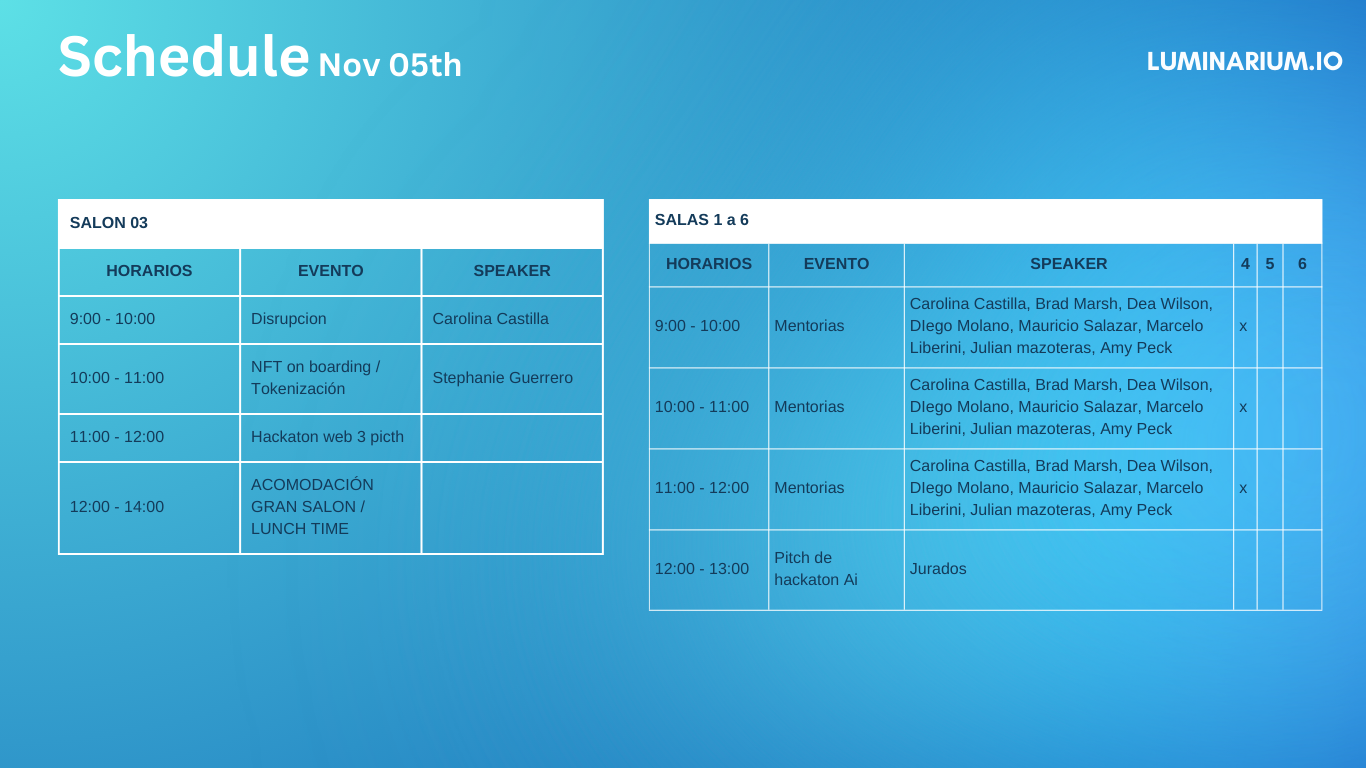 Schedule Nov 05th
LUMINARIUM.IO
SALON 03
HORARIOS EVENTO SPEAKER
9:00 - 10:00 Disrupcion Carolina Castilla
10:00 - 11:00 NFT on boarding /
Tokenización Stephanie Guerrero
11:00 - 12:00 Hackaton web 3 picth
12:00 - 14:00 ACOMODACIÓN
GRAN SALON /
LUNCH TIME
SALAS 1 a 6
HORARIOS EVENTO SPEAKER 4 5 6
9:00 - 10:00 Mentorias Carolina Castilla, Brad Marsh, Dea Wilson,
DIego Molano, Mauricio Salazar, Marcelo x
Liberini, Julian mazoteras, Amy Peck
10:00 - 11:00 Mentorias Carolina Castilla, Brad Marsh, Dea Wilson,
DIego Molano, Mauricio Salazar, Marcelo x
Liberini, Julian mazoteras, Amy Peck
11:00 - 12:00 Mentorias Carolina Castilla, Brad Marsh, Dea Wilson,
DIego Molano, Mauricio Salazar, Marcelo x
Liberini, Julian mazoteras, Amy Peck
12:00 - 13:00 Pitch de
hackaton Ai Jurados